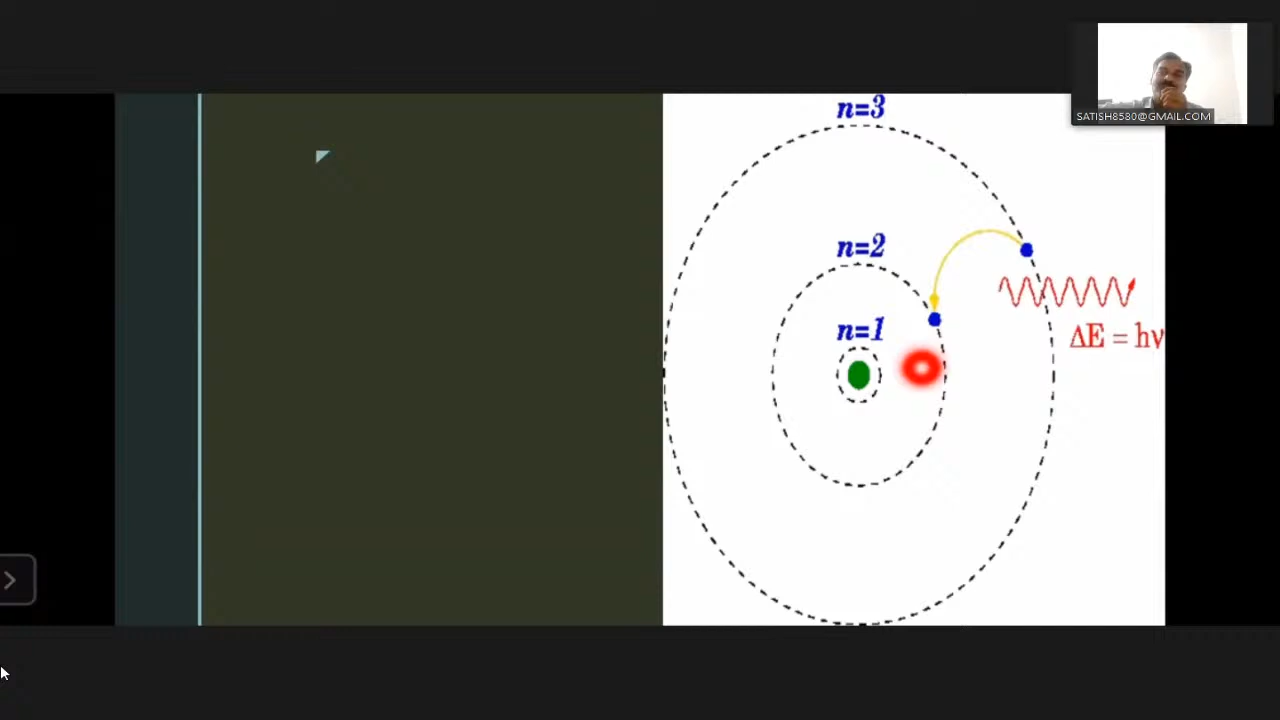 n=3
SATISH8580@GMAIL.COM
n=2
n=1
ΔE = hν